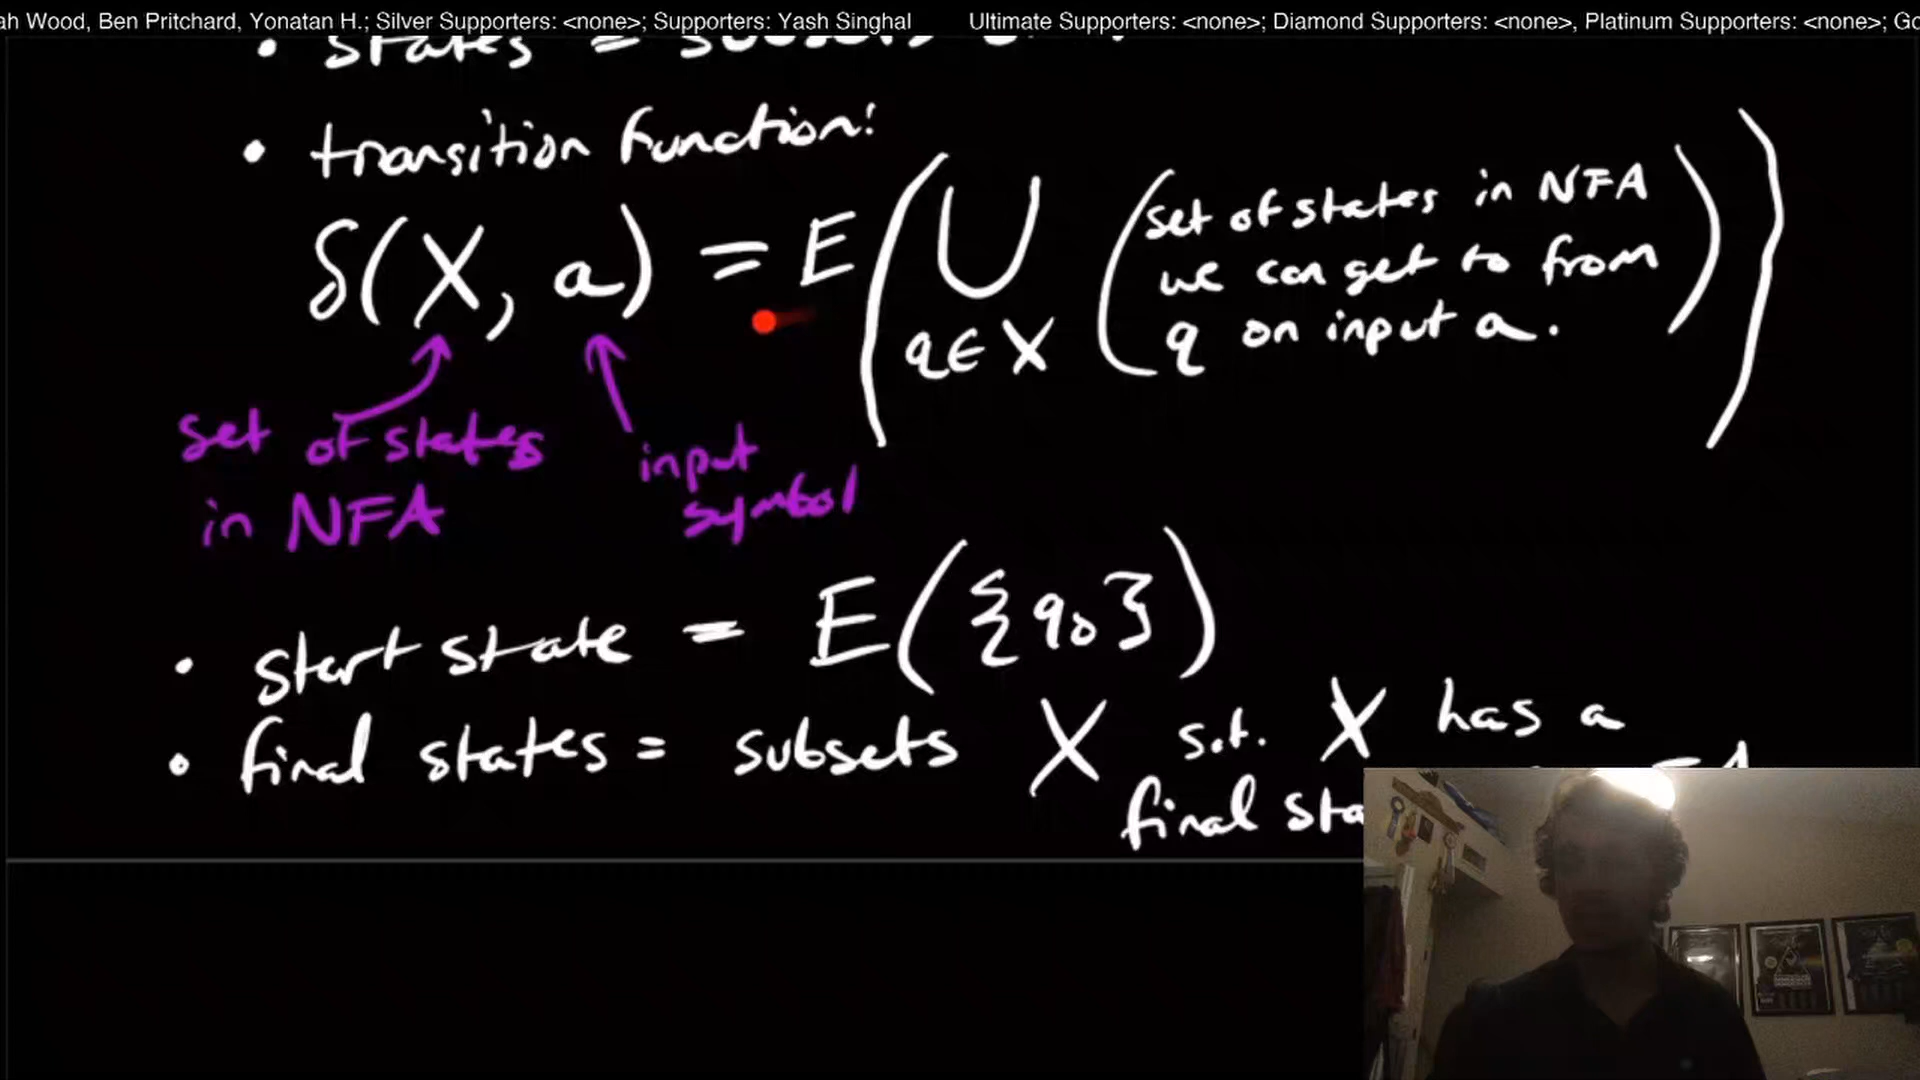 ah Wood, Ben Pritchard, Yonatan H.; Silver Supporters: <none>; Supporters: Yash Singhal Ultimate Supporters: <none>; Diamond Supporters: <none>, Platinum Supporters: <none>; Go
• states = subsets
• transition function:
δ(X, a) = E(⋃ q∈X (set of states in NFA
we can get to from
q on input a.))
set of states
in NFA
input
symbol
• start state = E({q0})
• final states = subsets X s.t. X has a
final sta